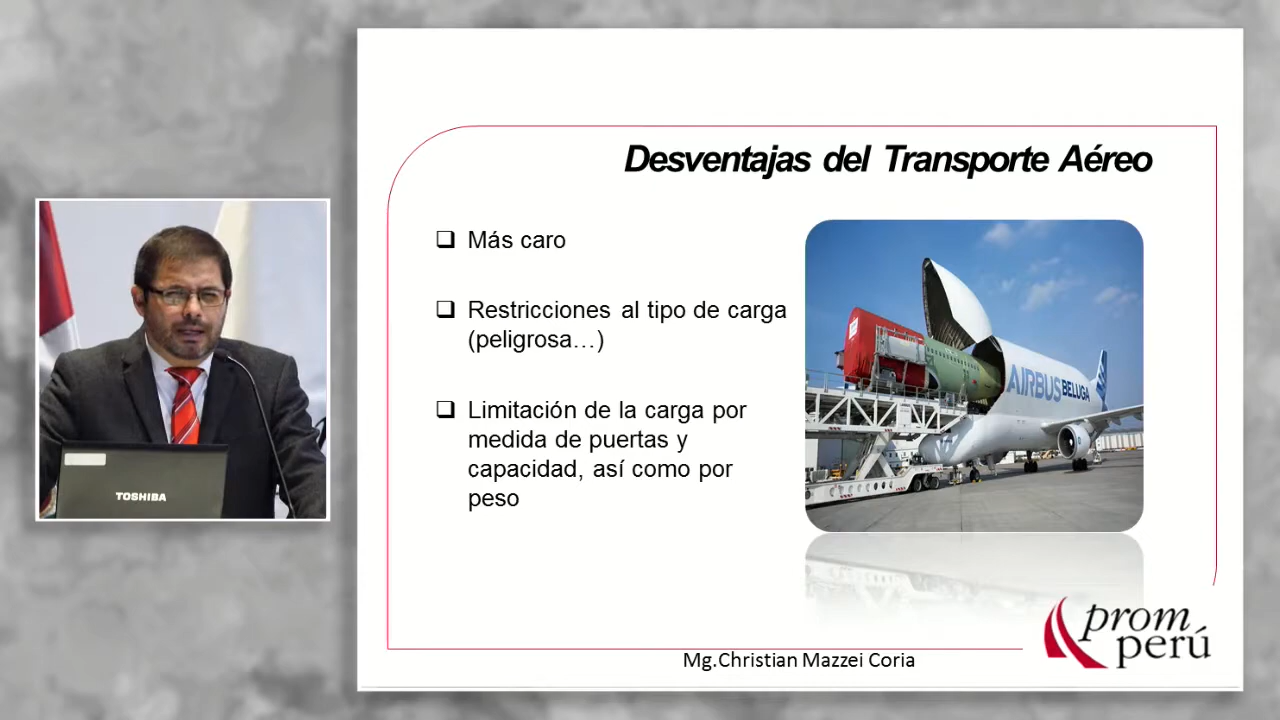 Desventajas del Transporte Aéreo
Más caro
Restricciones al tipo de carga
(peligrosa…)
Limitación de la carga por
medida de puertas y
capacidad, así como por
peso
AIRBUS BELUGA
TOSHIBA
prom
perú
Mg.Christian Mazzei Coria